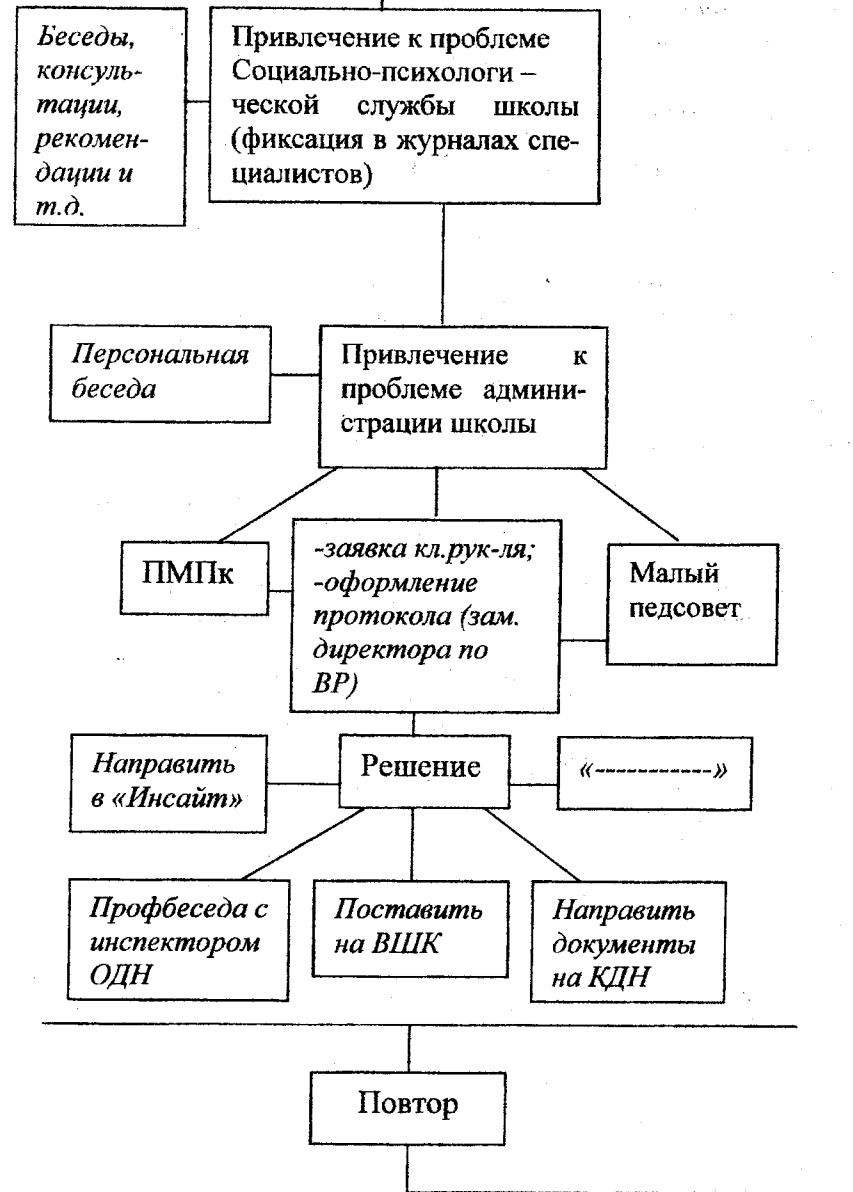 Беседы,
консуль-
тации,
рекомен-
дации и
т.д.
Привлечение к проблеме
Социально-психологи –
ческой службы школы
(фиксация в журналах спе-
циалистов)
Персональная
беседа
Привлечение к
проблеме админи-
страции школы
ПМПк
-заявка кл.рук-ля;
-оформление
протокола (зам.
директора по
ВР)
Малый
педсовет
Направить
в «Инсайт»
Решение
«-----------»
Профбеседа с
инспектором
ОДН
Поставить
на ВШК
Направить
документы
на КДН
Повтор